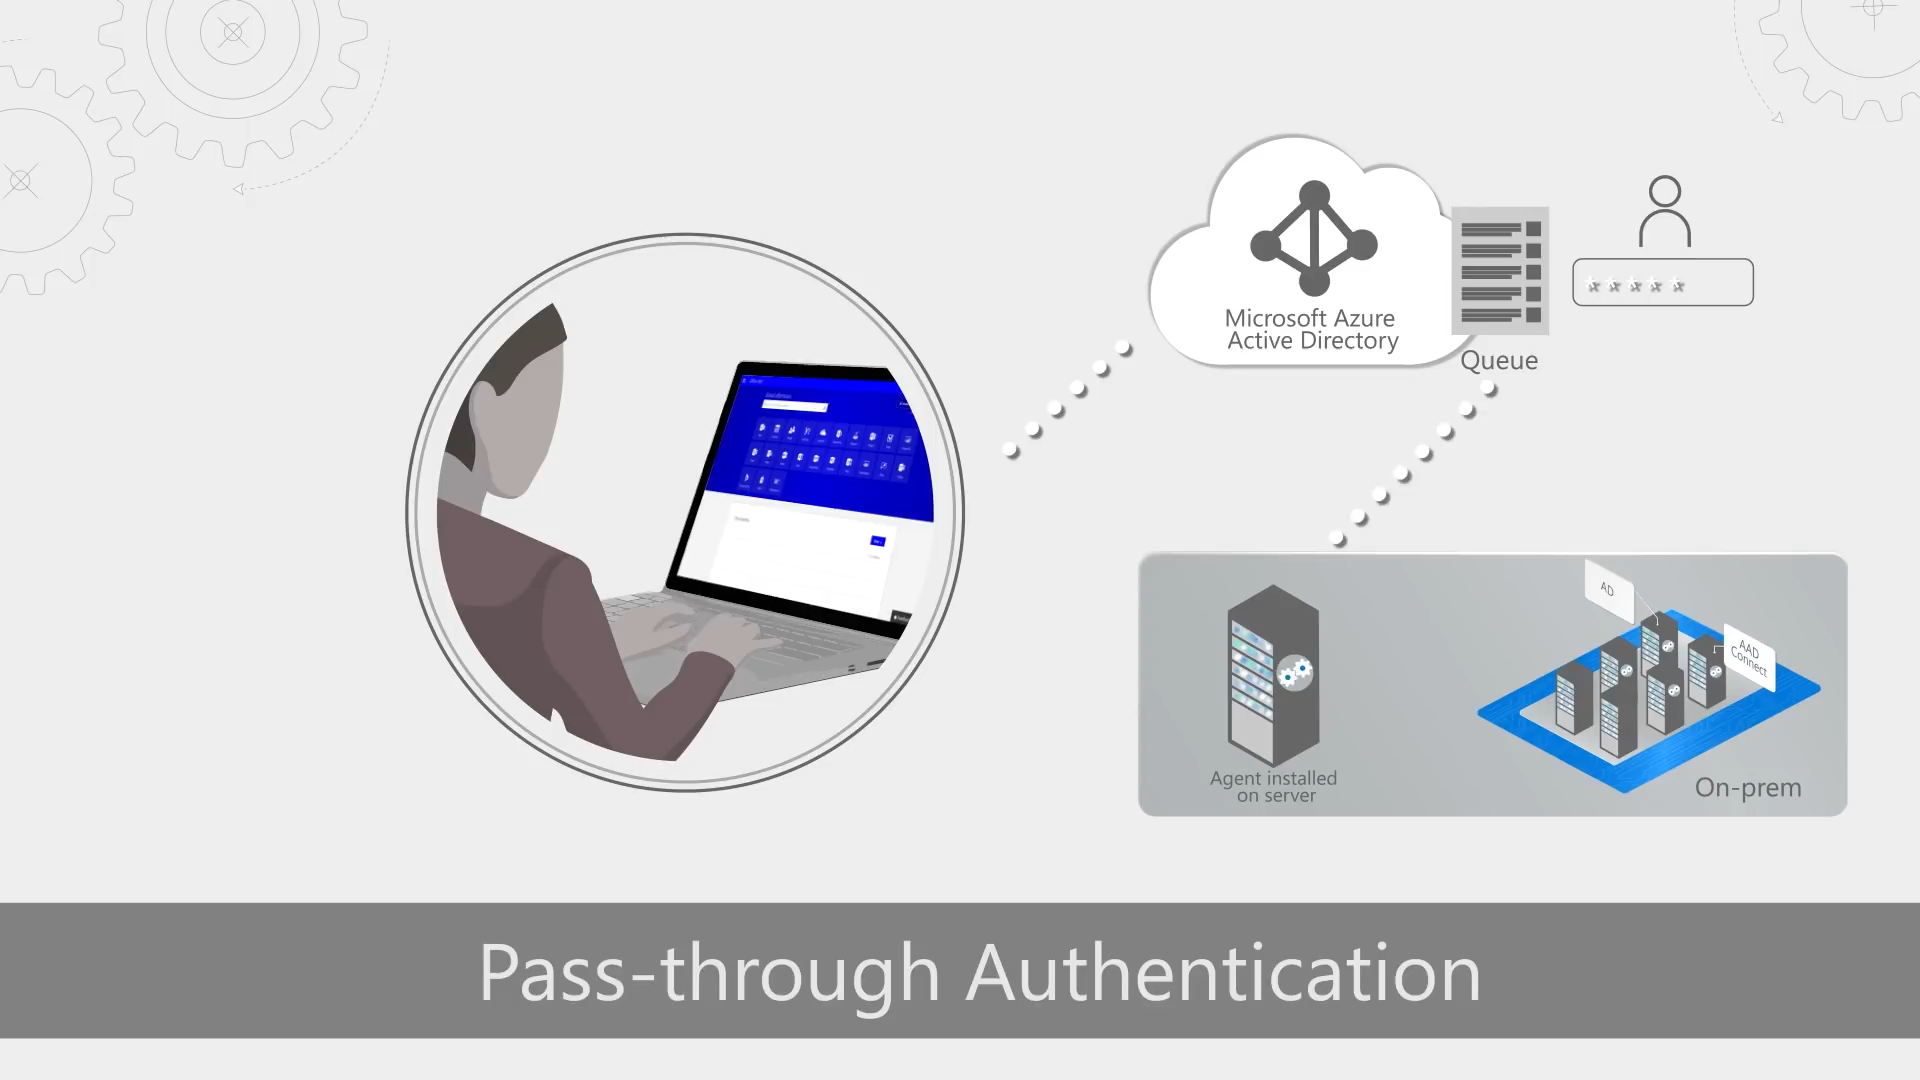 Microsoft Azure
Active Directory
Queue
*****
AD
AAD
Connect
Agent installed
on server
On-prem
Pass-through Authentication